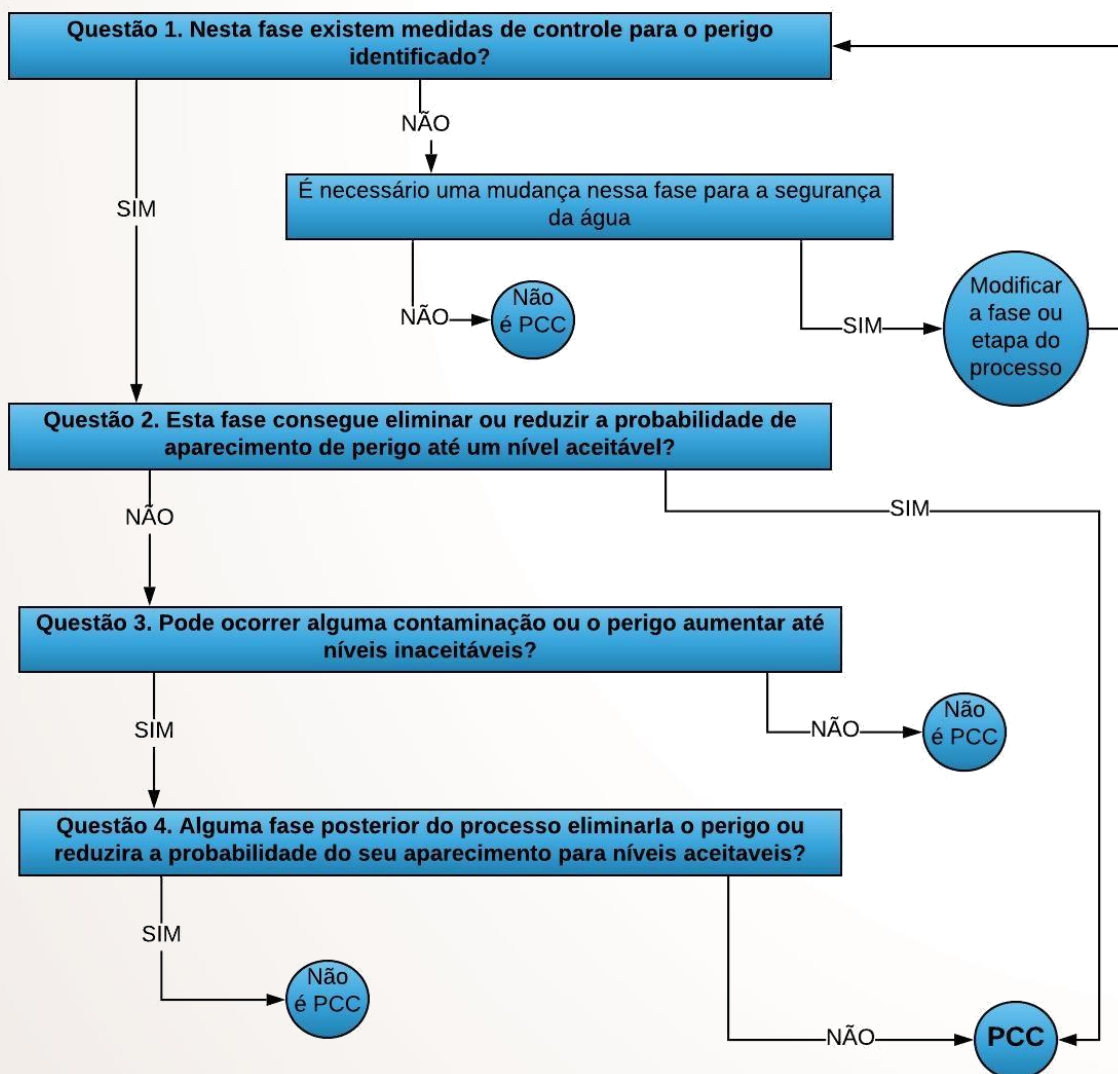 Questão 1. Nesta fase existem medidas de controle para o perigo
identificado?
NÃO
É necessário uma mudança nessa fase para a segurança
da água
SIM
NÃO
Não
é PCC
SIM
Modificar
a fase ou
etapa do
processo
Questão 2. Esta fase consegue eliminar ou reduzir a probabilidade de
aparecimento de perigo até um nível aceitável?
SIM
NÃO
Questão 3. Pode ocorrer alguma contaminação ou o perigo aumentar até
níveis inaceitáveis?
SIM
NÃO
Não
é PCC
Questão 4. Alguma fase posterior do processo eliminarIa o perigo ou
reduzira a probabilidade do seu aparecimento para níveis aceitaveis?
SIM
Não
é PCC
NÃO
PCC